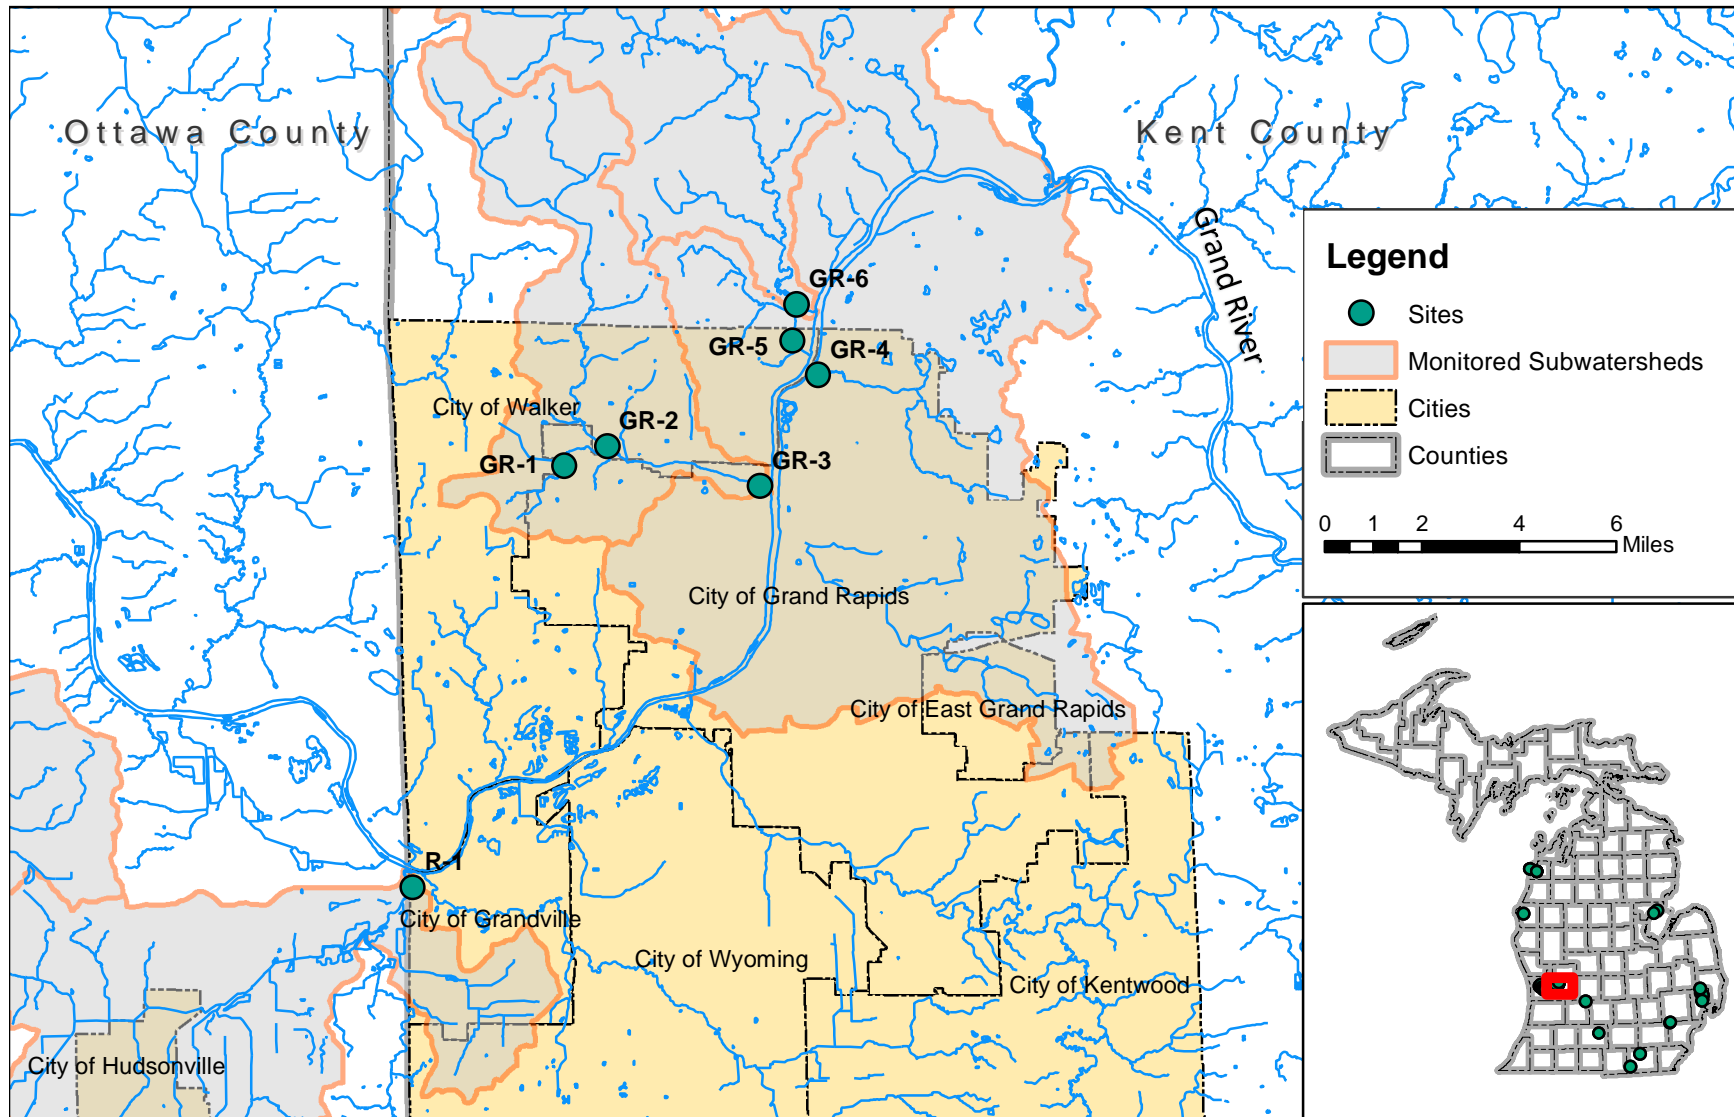 Ottawa County
Kent County
Grand River
GR-6
GR-5
GR-4
City of Walker
GR-2
GR-1
GR-3
City of Grand Rapids
City of East Grand Rapids
R-1
City of Grandville
City of Wyoming
City of Kentwood
City of Hudsonville
Legend
Sites
Monitored Subwatersheds
Cities
Counties
0 1 2 4 6
Miles